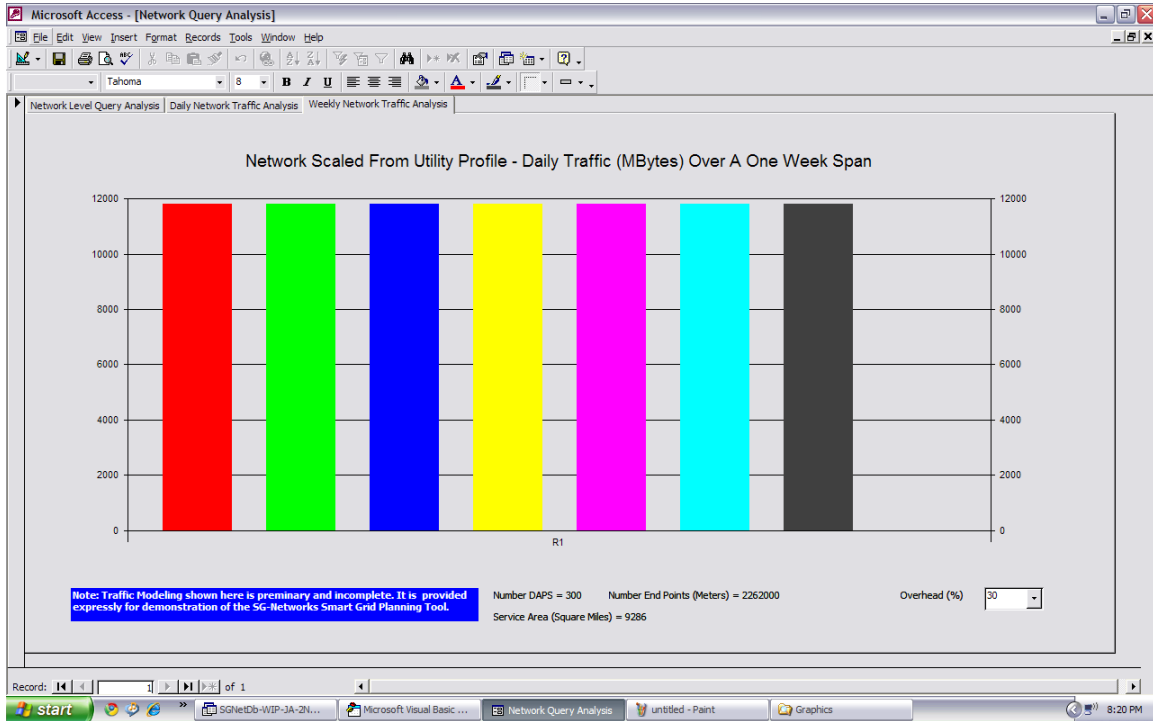 Microsoft Access - [Network Query Analysis]
File Edit View Insert Format Records Tools Window Help
Tahoma 8 B I U
Network Level Query Analysis Daily Network Traffic Analysis Weekly Network Traffic Analysis
Network Scaled From Utility Profile - Daily Traffic (MBytes) Over A One Week Span
12000 12000
10000 10000
8000 8000
6000 6000
4000 4000
2000 2000
0 0
R1
Note: Traffic Modeling shown here is preminary and incomplete. It is provided
expressly for demonstration of the SG-Networks Smart Grid Planning Tool.
Number DAPS = 300 Number End Points (Meters) = 2262000 Overhead (%) 30
Service Area (Square Miles) = 9286
Record: 1 of 1
start SGNetDb-WIP-JA-2N... Microsoft Visual Basic ... Network Query Analysis untitled - Paint Graphics 8:20 PM